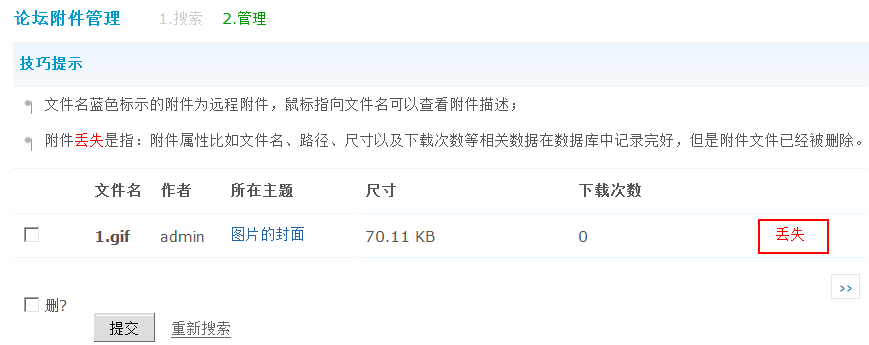 论坛附件管理 1.搜索 2.管理
技巧提示
文件名蓝色标示的附件为远程附件，鼠标指向文件名可以查看附件描述；
附件丢失是指：附件属性比如文件名、路径、尺寸以及下载次数等相关数据在数据库中记录完好，但是附件文件已经被删除。
文件名 作者 所在主题 尺寸 下载次数
1.gif admin 图片的封面 70.11 KB 0 丢失
>>
删?
提交 重新搜索